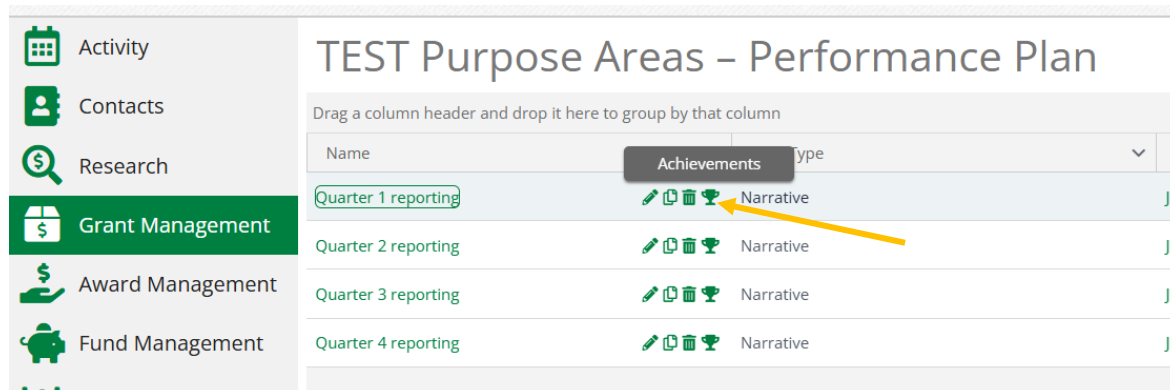 Activity
Contacts
Research
Grant Management
Award Management
Fund Management
TEST Purpose Areas – Performance Plan
Drag a column header and drop it here to group by that column
Name
Achievements
Type
Quarter 1 reporting Narrative J
Quarter 2 reporting Narrative J
Quarter 3 reporting Narrative J
Quarter 4 reporting Narrative J